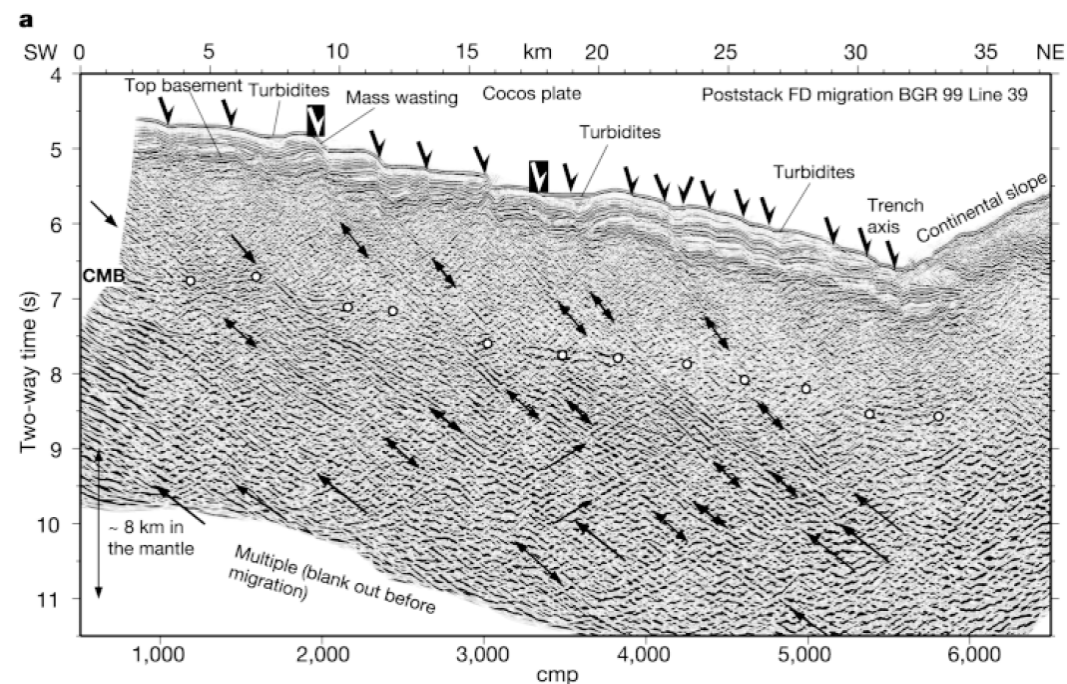 a
SW 0 5 10 15 km 20 25 30 35 NE
4
Top basement
Turbidites
Mass wasting
Cocos plate
Poststack FD migration BGR 99 Line 39
5
Turbidites
Turbidites
6
Trench
axis
Continental slope
CMB
7
Two-way time (s)
8
9
10
~ 8 km in
the mantle
Multiple (blank out before
migration)
11
1,000 2,000 3,000 4,000 5,000 6,000
cmp